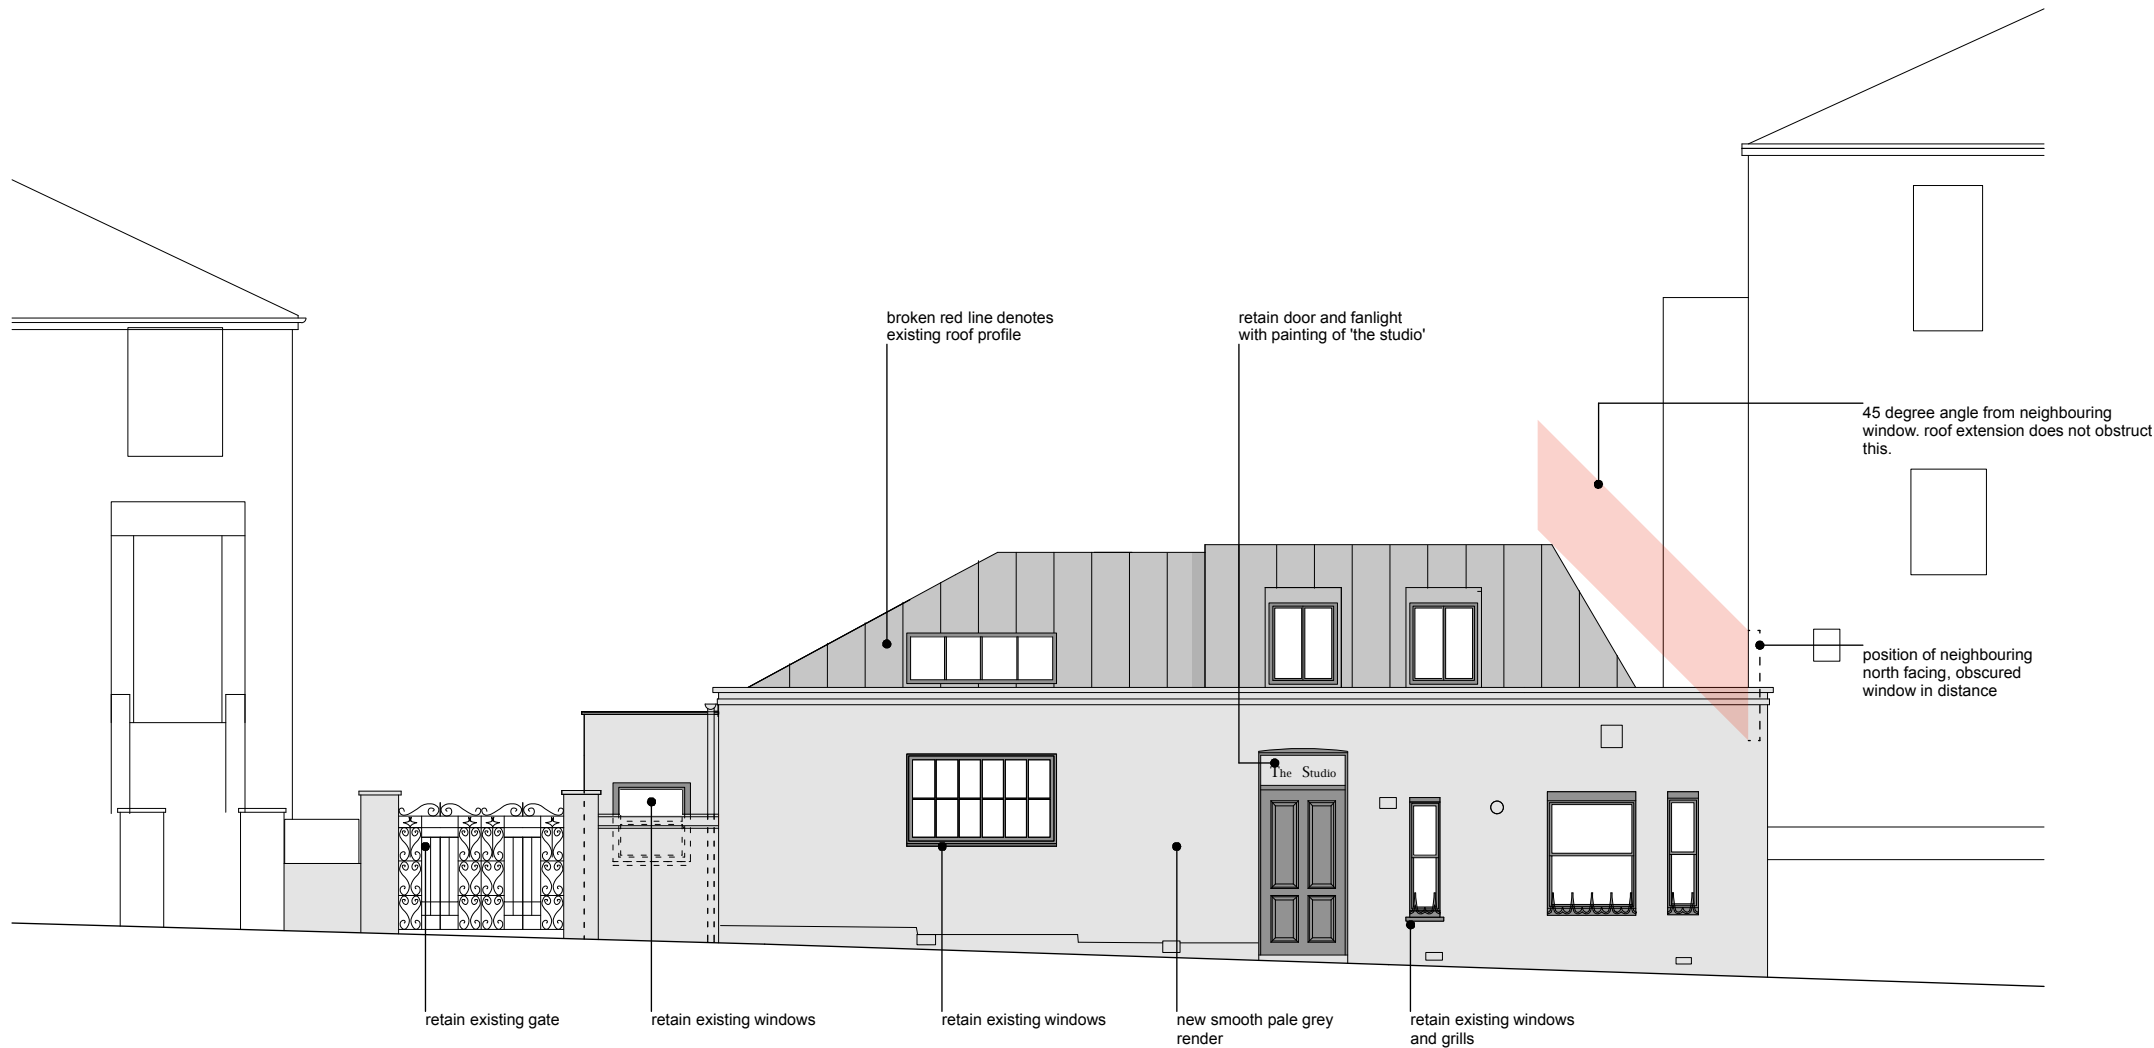 broken red line denotes
existing roof profile
retain door and fanlight
with painting of 'the studio'
45 degree angle from neighbouring
window. roof extension does not obstruct
this.
position of neighbouring
north facing, obscured
window in distance
The Studio
retain existing gate
retain existing windows
retain existing windows
new smooth pale grey
render
retain existing windows
and grills